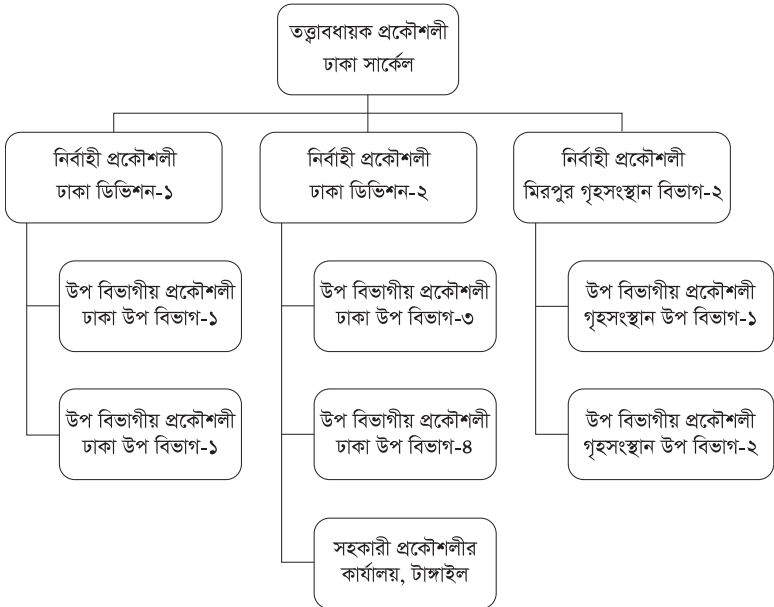 তত্ত্বাবধায়ক প্রকৌশলী
ঢাকা সার্কেল
নির্বাহী প্রকৌশলী
ঢাকা ডিভিশন-১
উপ বিভাগীয় প্রকৌশলী
ঢাকা উপ বিভাগ-১
উপ বিভাগীয় প্রকৌশলী
ঢাকা উপ বিভাগ-১
নির্বাহী প্রকৌশলী
ঢাকা ডিভিশন-২
উপ বিভাগীয় প্রকৌশলী
ঢাকা উপ বিভাগ-৩
উপ বিভাগীয় প্রকৌশলী
ঢাকা উপ বিভাগ-৪
সহকারী প্রকৌশলীর
কার্যালয়, টাঙ্গাইল
নির্বাহী প্রকৌশলী
মিরপুর গৃহসংস্থান বিভাগ-২
উপ বিভাগীয় প্রকৌশলী
গৃহসংস্থান উপ বিভাগ-১
উপ বিভাগীয় প্রকৌশলী
গৃহসংস্থান উপ বিভাগ-২